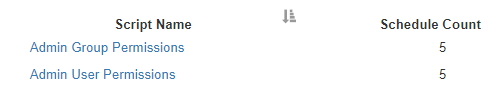 Script Name Schedule Count
Admin Group Permissions 5
Admin User Permissions 5